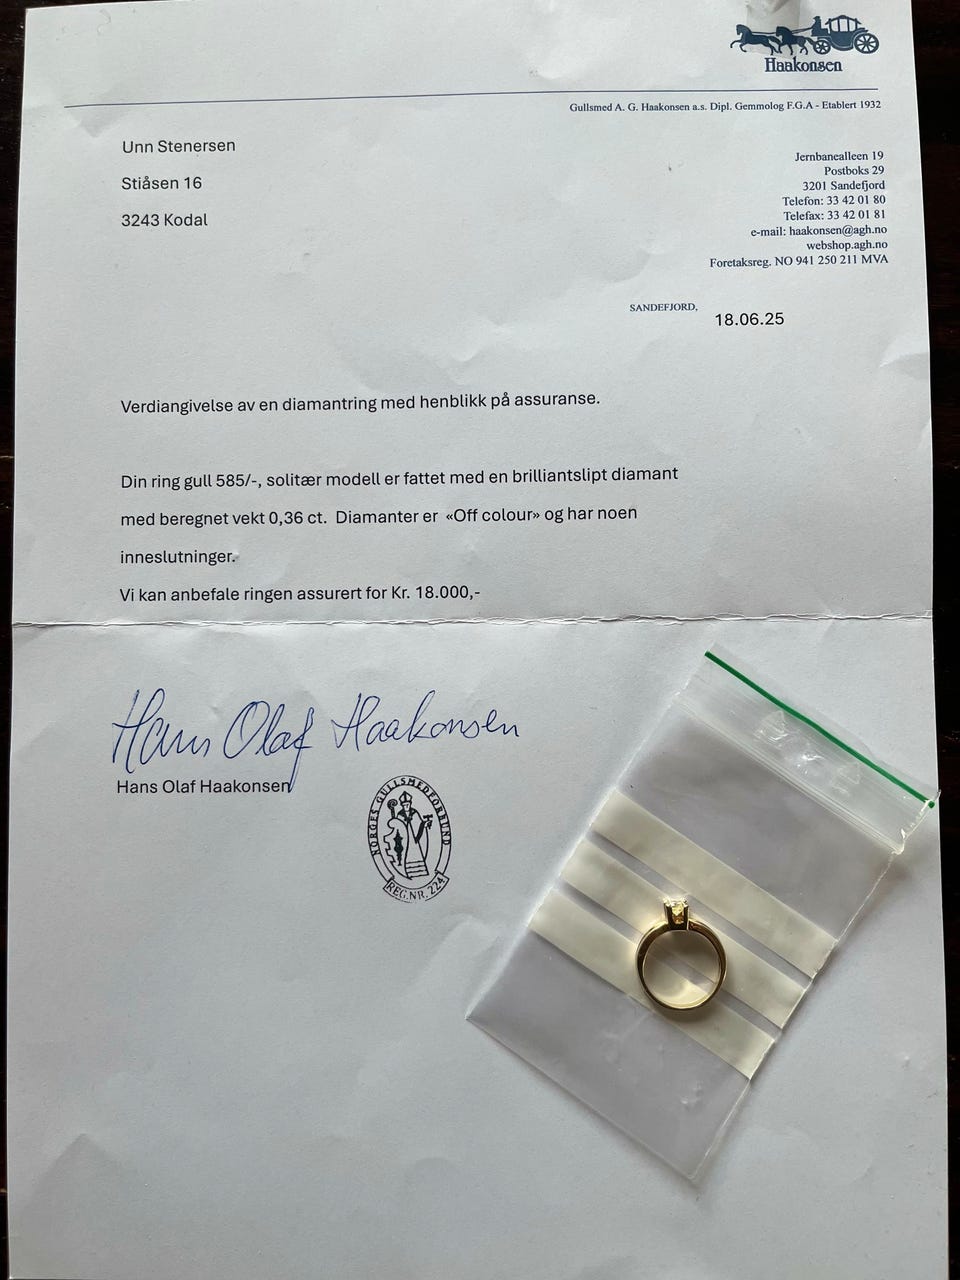 Haakonsen
Gullsmed A. G. Haakonsen a.s. Dipl. Gemmolog F.G.A - Etablert 1932
Unn Stenersen
Stiåsen 16
3243 Kodal
Jernbanealleen 19
Postboks 29
3201 Sandefjord
Telefon: 33 42 01 80
Telefax: 33 42 01 81
e-mail: haakonsen@agh.no
webshop.agh.no
Foretaksreg. NO 941 250 211 MVA
SANDEFJORD, 18.06.25
Verdiangivelse av en diamantring med henblikk på assuranse.
Din ring gull 585/-, solitær modell er fattet med en brilliantslipt diamant
med beregnet vekt 0,36 ct. Diamanter er «Off colour» og har noen
inneslutninger.
Vi kan anbefale ringen assurert for Kr. 18.000,-
Hans Olaf Haakonsen
Hans Olaf Haakonsen
NORGES GULLSMEDFORBUND
REG.NR. 224